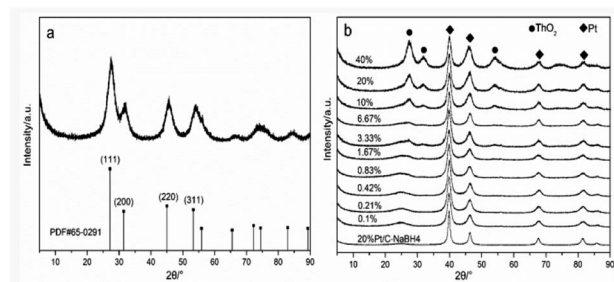 a
Intensity/a.u.
(111)
(200)
(220)
(311)
PDF#65-0291
10 20 30 40 50 60 70 80 90
2θ/°
b
ThO2 Pt
Intensity/a.u.
40%
20%
10%
6.67%
3.33%
1.67%
0.83%
0.42%
0.21%
0.1%
20%Pt/C-NaBH4
10 20 30 40 50 60 70 80 90
2θ/°